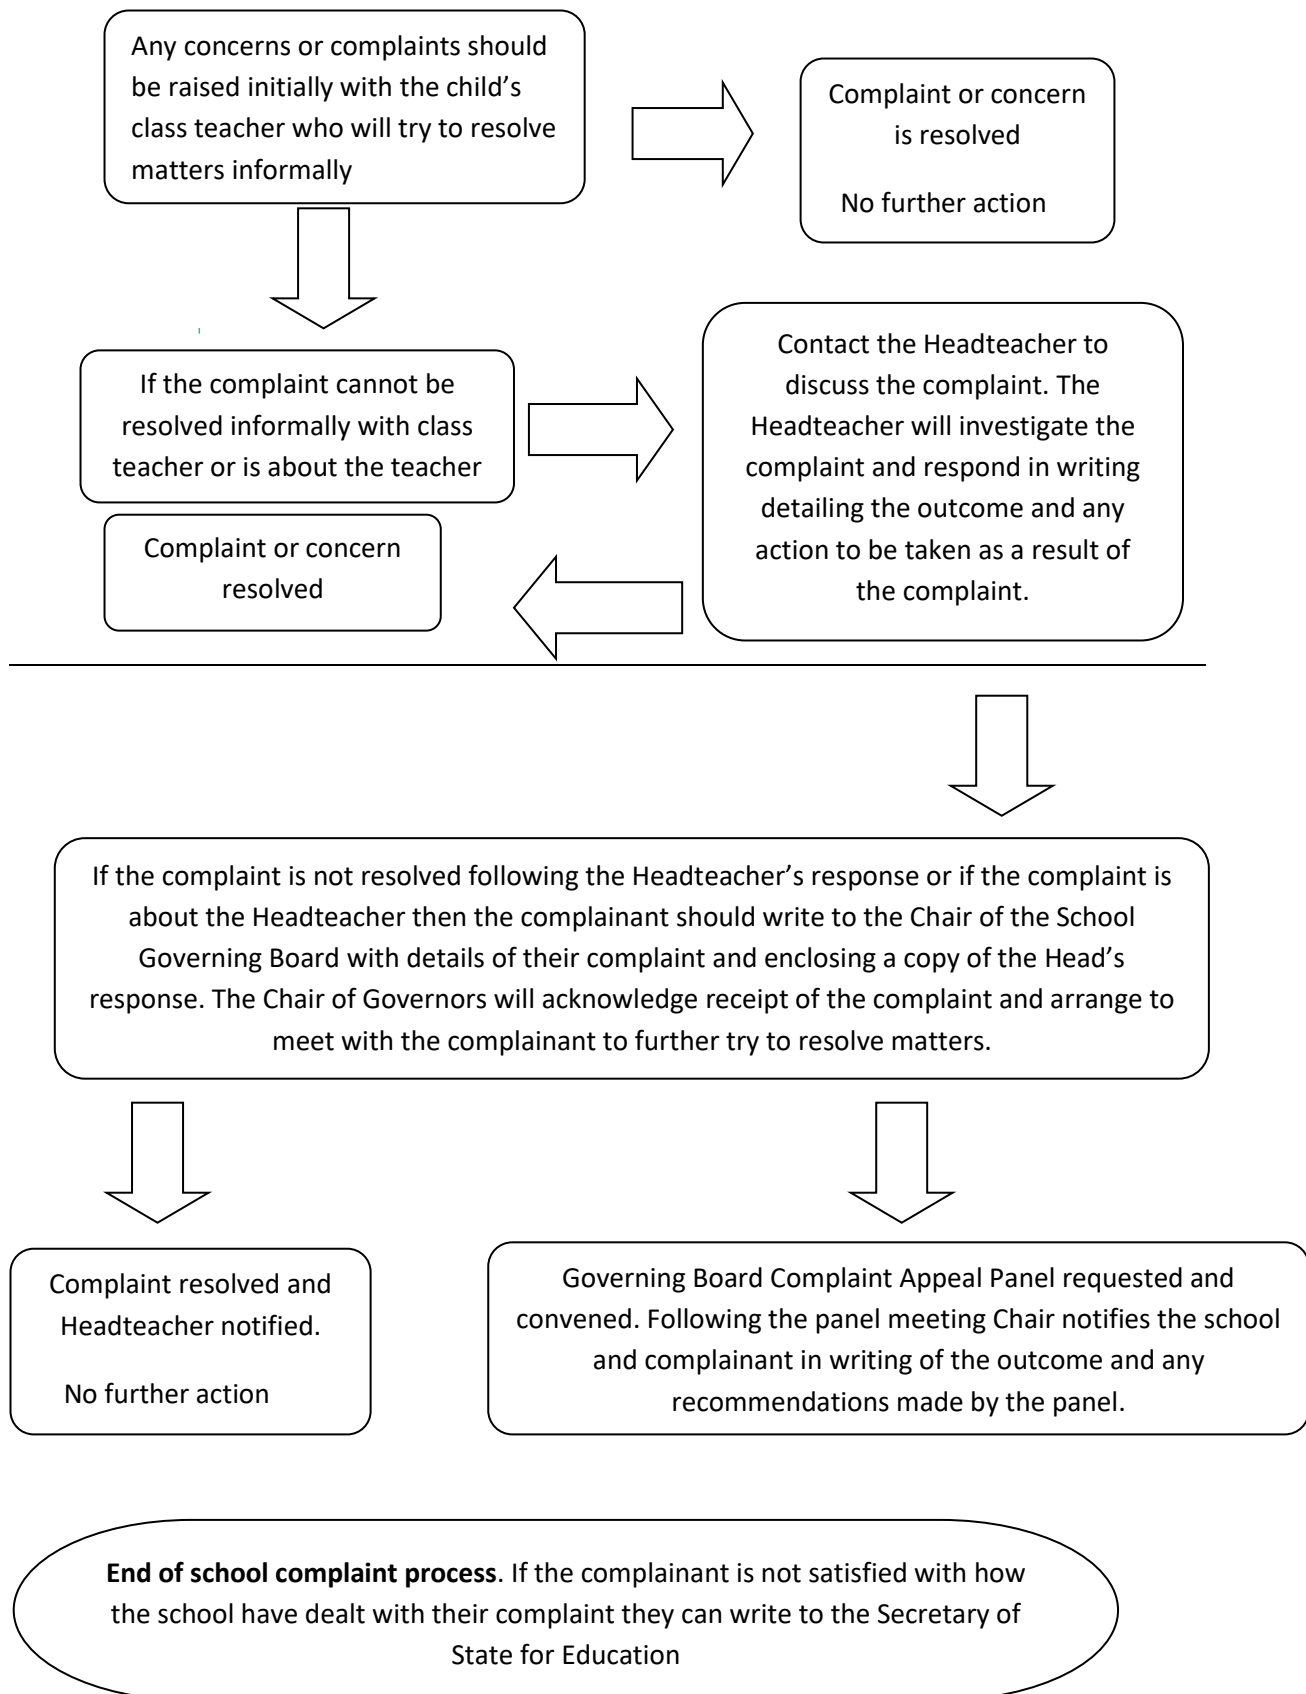 Any concerns or complaints should
be raised initially with the child’s
class teacher who will try to resolve
matters informally
Complaint or concern
is resolved
No further action
If the complaint cannot be
resolved informally with class
teacher or is about the teacher
Contact the Headteacher to
discuss the complaint. The
Headteacher will investigate the
complaint and respond in writing
detailing the outcome and any
action to be taken as a result of
the complaint.
Complaint or concern
resolved
If the complaint is not resolved following the Headteacher’s response or if the complaint is
about the Headteacher then the complainant should write to the Chair of the School
Governing Board with details of their complaint and enclosing a copy of the Head’s
response. The Chair of Governors will acknowledge receipt of the complaint and arrange to
meet with the complainant to further try to resolve matters.
Complaint resolved and
Headteacher notified.
No further action
Governing Board Complaint Appeal Panel requested and
convened. Following the panel meeting Chair notifies the school
and complainant in writing of the outcome and any
recommendations made by the panel.
End of school complaint process. If the complainant is not satisfied with how
the school have dealt with their complaint they can write to the Secretary of
State for Education